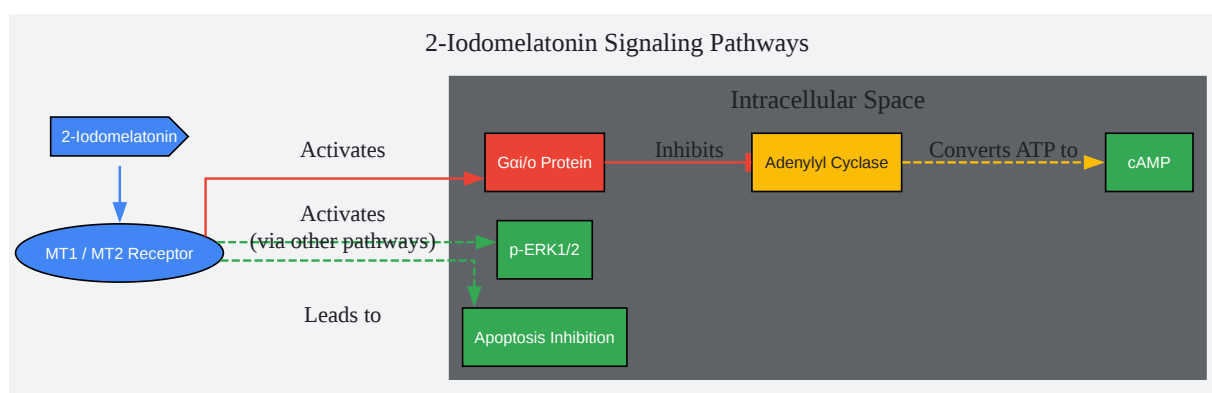 2-Iodomelatonin Signaling Pathways
Intracellular Space
2-Iodomelatonin
Activates
Gαi/o Protein
Inhibits
Adenylyl Cyclase
Converts ATP to
cAMP
Activates
(via other pathways)
MT1 / MT2 Receptor
p-ERK1/2
Leads to
Apoptosis Inhibition